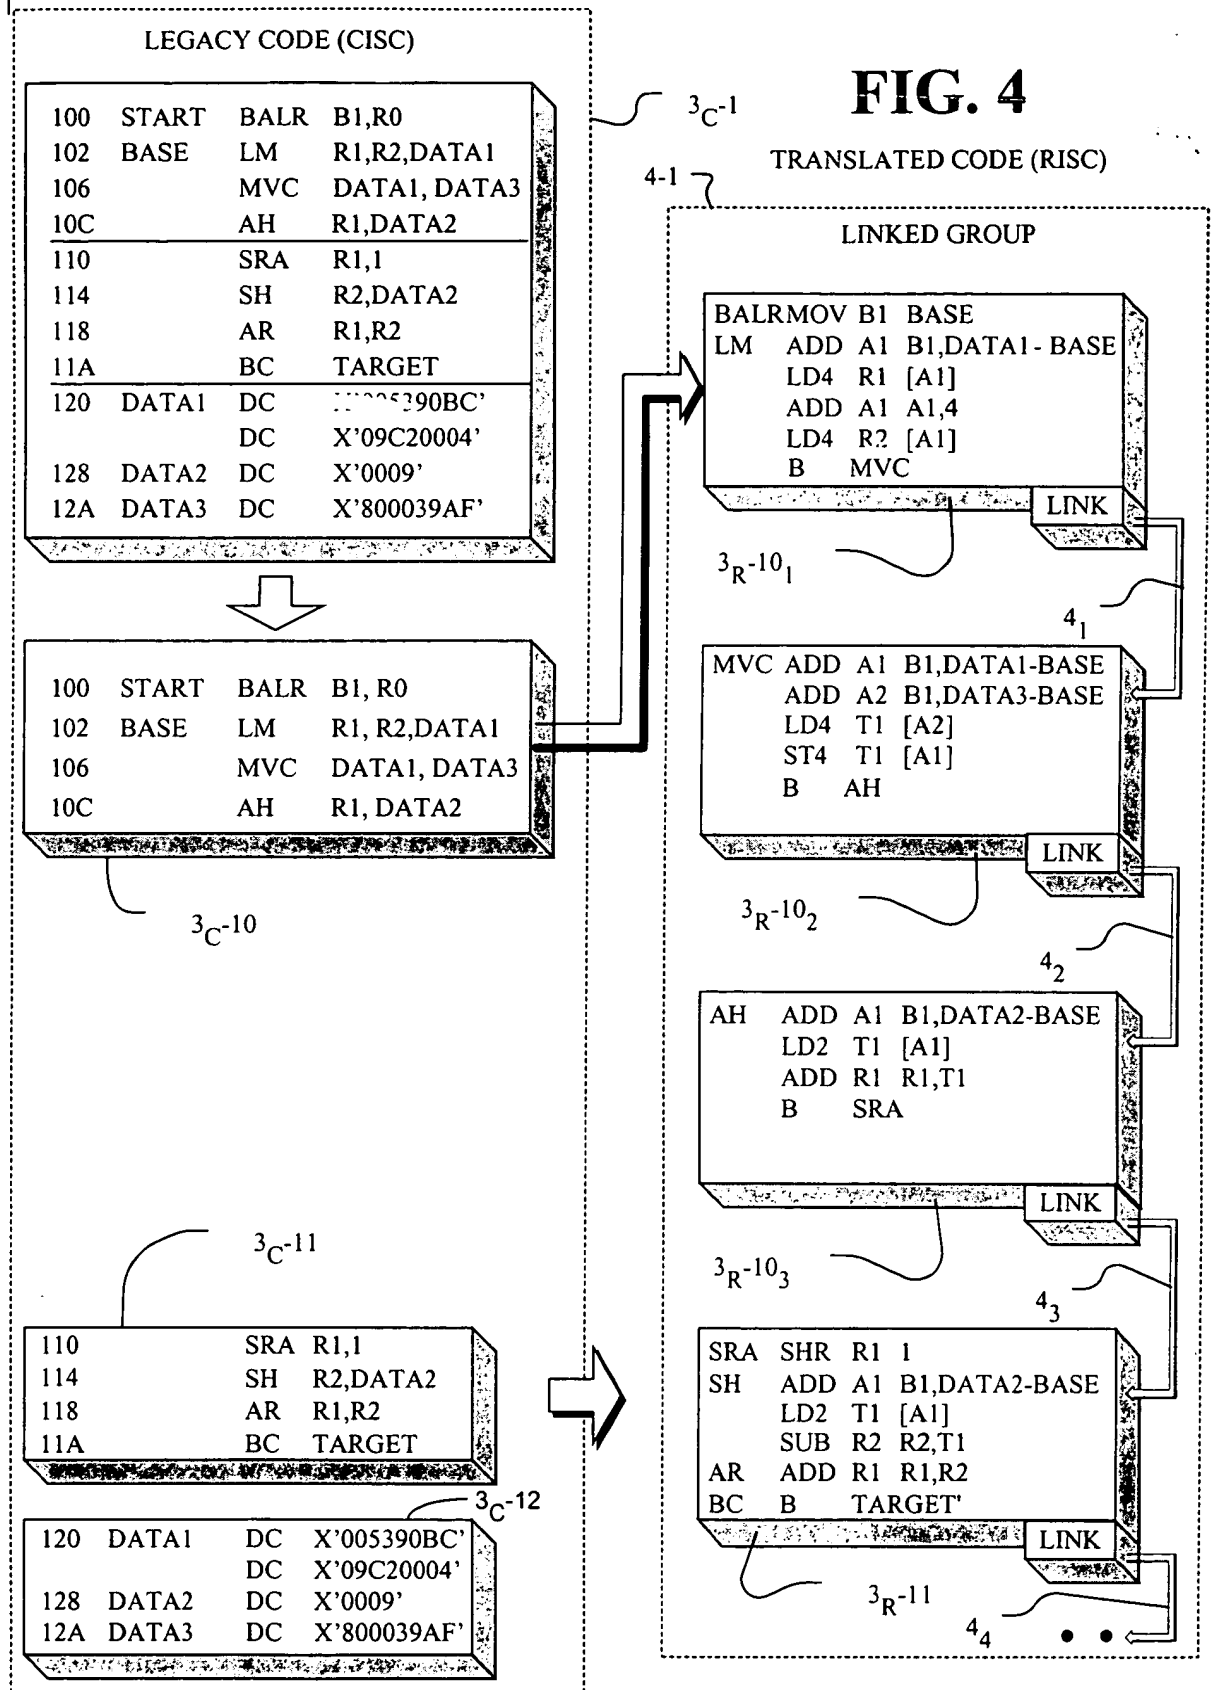 LEGACY CODE (CISC)
100 START BALR B1,R0
102 BASE LM R1,R2,DATA1
106 MVC DATA1, DATA3
10C AH R1,DATA2
110 SRA R1,1
114 SH R2,DATA2
118 AR R1,R2
11A BC TARGET
120 DATA1 DC 5390BC'
DC X'09C20004'
128 DATA2 DC X'0009'
12A DATA3 DC X'800039AF'
3C-1
100 START BALR B1, R0
102 BASE LM R1, R2,DATA1
106 MVC DATA1, DATA3
10C AH R1, DATA2
3C-10
3C-11
110 SRA R1,1
114 SH R2,DATA2
118 AR R1,R2
11A BC TARGET
3C-12
120 DATA1 DC X'005390BC'
DC X'09C20004'
128 DATA2 DC X'0009'
12A DATA3 DC X'800039AF'
FIG. 4
TRANSLATED CODE (RISC)
4-1
LINKED GROUP
BALRMOV B1 BASE
LM ADD A1 B1,DATA1- BASE
LD4 R1 [A1]
ADD A1 A1,4
LD4 R2 [A1]
B MVC
LINK
3R-101
41
MVC ADD A1 B1,DATA1-BASE
ADD A2 B1,DATA3-BASE
LD4 T1 [A2]
ST4 T1 [A1]
B AH
LINK
3R-102
42
AH ADD A1 B1,DATA2-BASE
LD2 T1 [A1]
ADD R1 R1,T1
B SRA
LINK
3R-103
43
SRA SHR R1 1
SH ADD A1 B1,DATA2-BASE
LD2 T1 [A1]
SUB R2 R2,T1
AR ADD R1 R1,R2
BC B TARGET'
LINK
3R-11
44